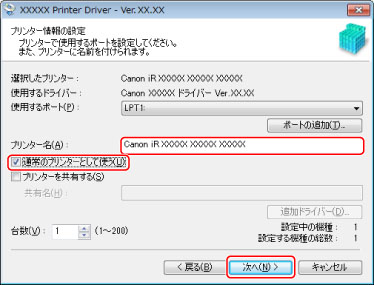 XXXXX Printer Driver - Ver.XX.XX
プリンター情報の設定
プリンターで使用するポートを設定してください。
また、プリンターに名前を付けられます。
選択したプリンター: Canon iR XXXXX XXXXX XXXXX
使用するドライバー: Canon XXXXX ドライバー Ver.XX.XX
使用するポート(P): LPT1:
ポートの追加(T)...
プリンター名(A): Canon iR XXXXX XXXXX XXXXX
通常のプリンターとして使う(U)
プリンターを共有する(S)
共有名(H):
追加ドライバー(D)...
台数(V): 1 (1~200)
設定中の機種: 1
設定する機種の総数: 1
< 戻る(B) 次へ(N) > キャンセル